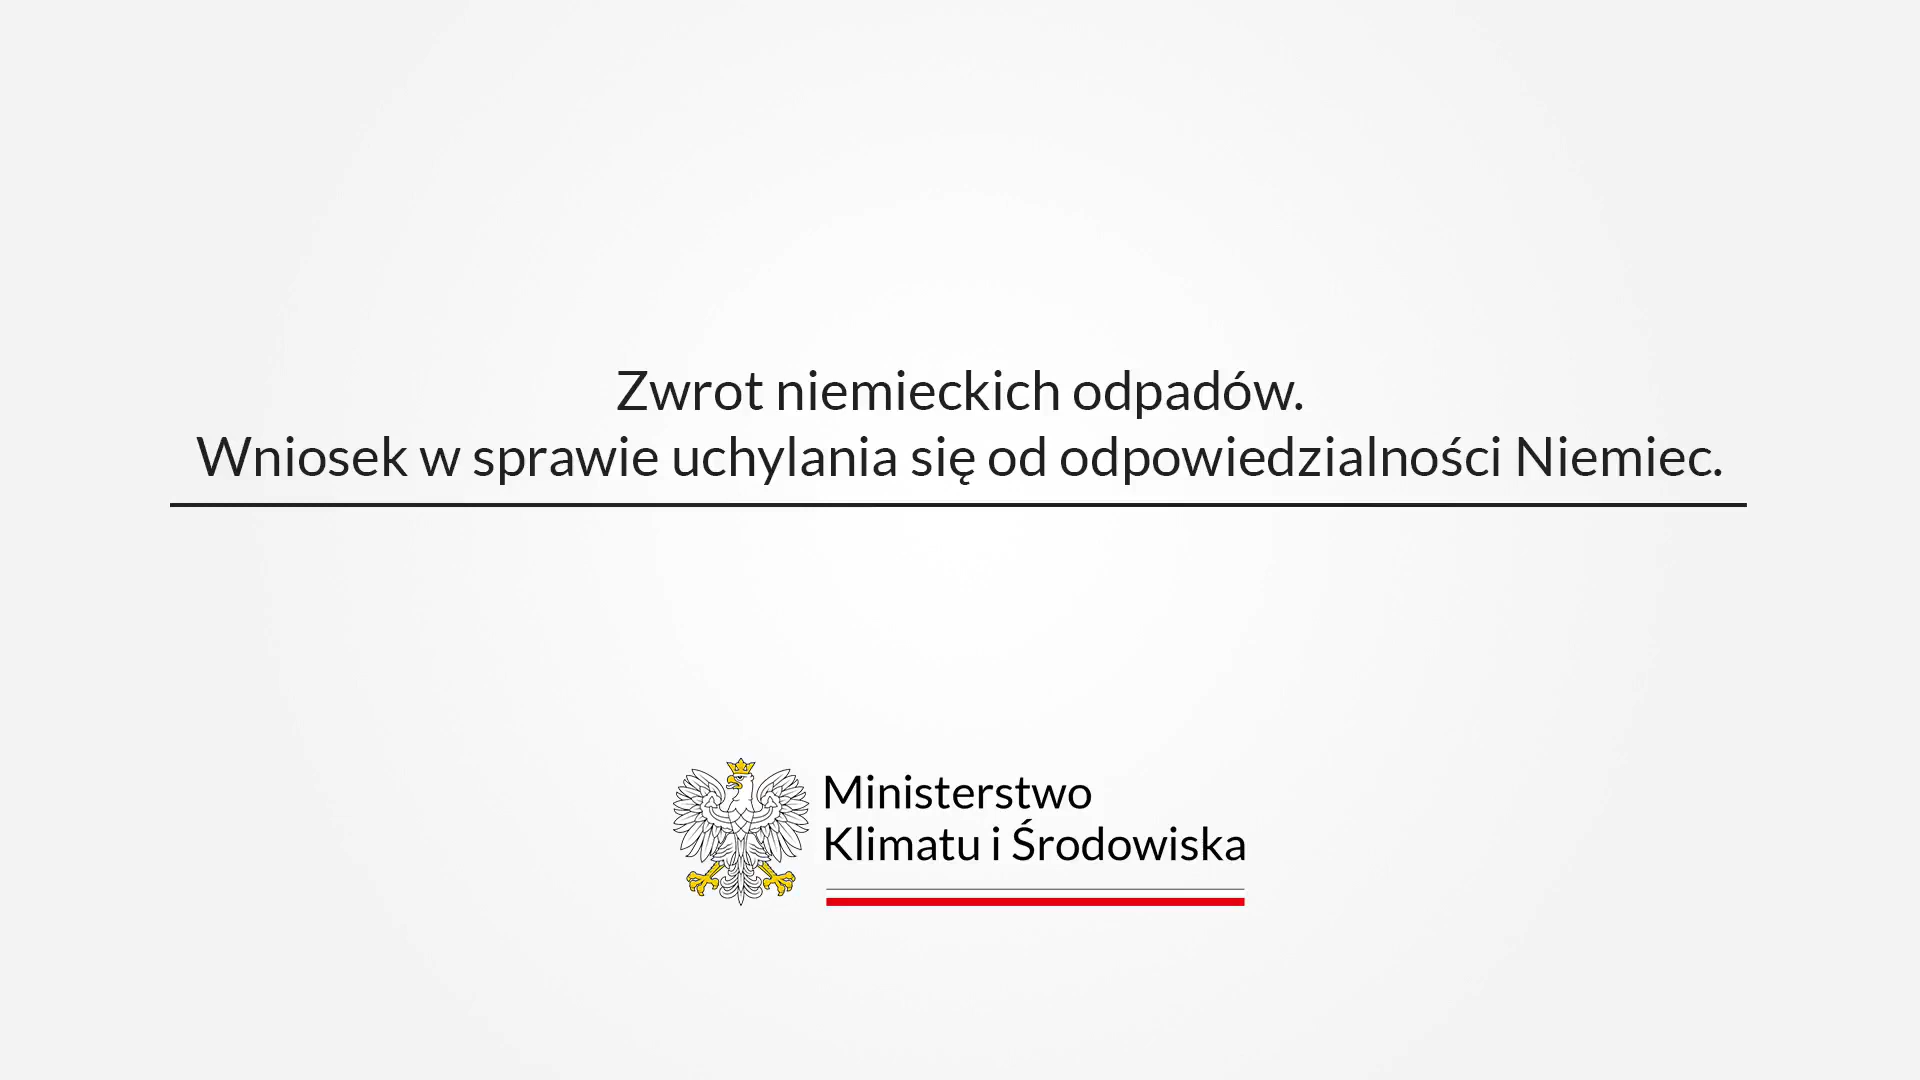 Zwrot niemieckich odpadów.
Wniosek w sprawie uchylania się od odpowiedzialności Niemiec.
Ministerstwo
Klimatu i Środowiska